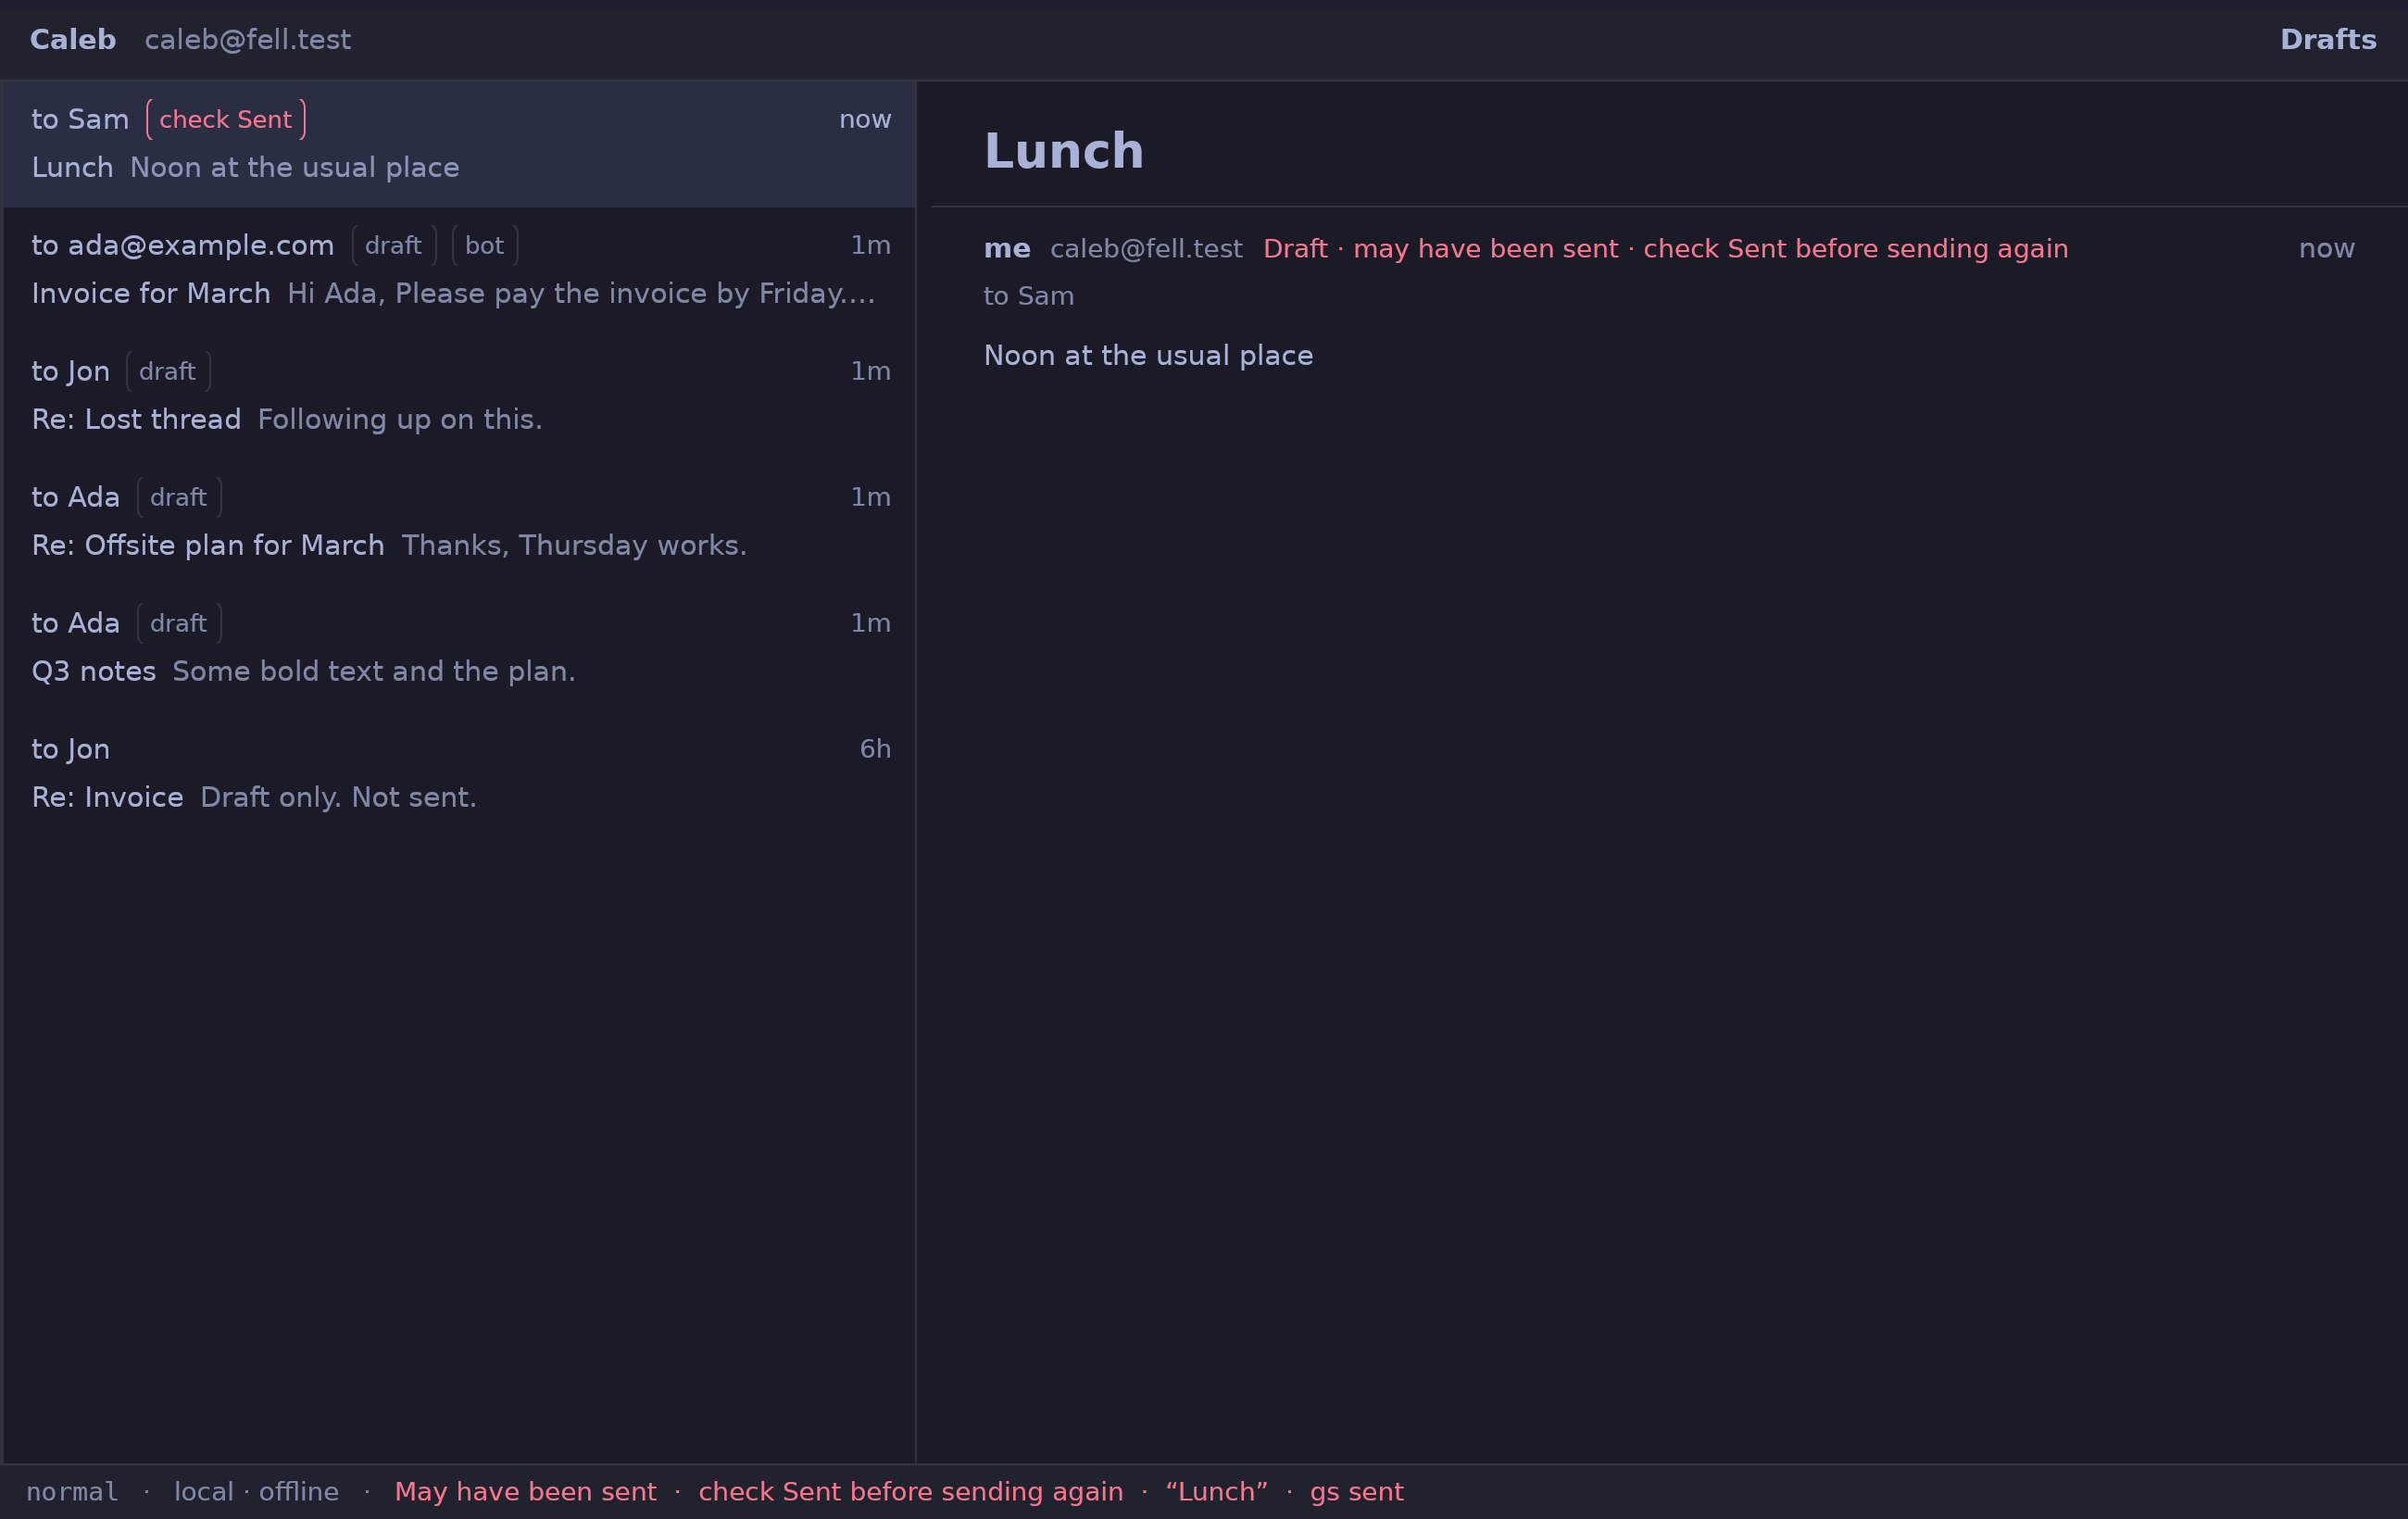 Caleb caleb@fell.test Drafts
to Sam check Sent now
Lunch Noon at the usual place
to ada@example.com draft bot 1m
Invoice for March Hi Ada, Please pay the invoice by Friday....
to Jon draft 1m
Re: Lost thread Following up on this.
to Ada draft 1m
Re: Offsite plan for March Thanks, Thursday works.
to Ada draft 1m
Q3 notes Some bold text and the plan.
to Jon 6h
Re: Invoice Draft only. Not sent.
Lunch
me caleb@fell.test Draft · may have been sent · check Sent before sending again now
to Sam
Noon at the usual place
normal · local · offline · May have been sent · check Sent before sending again · “Lunch” · gs sent